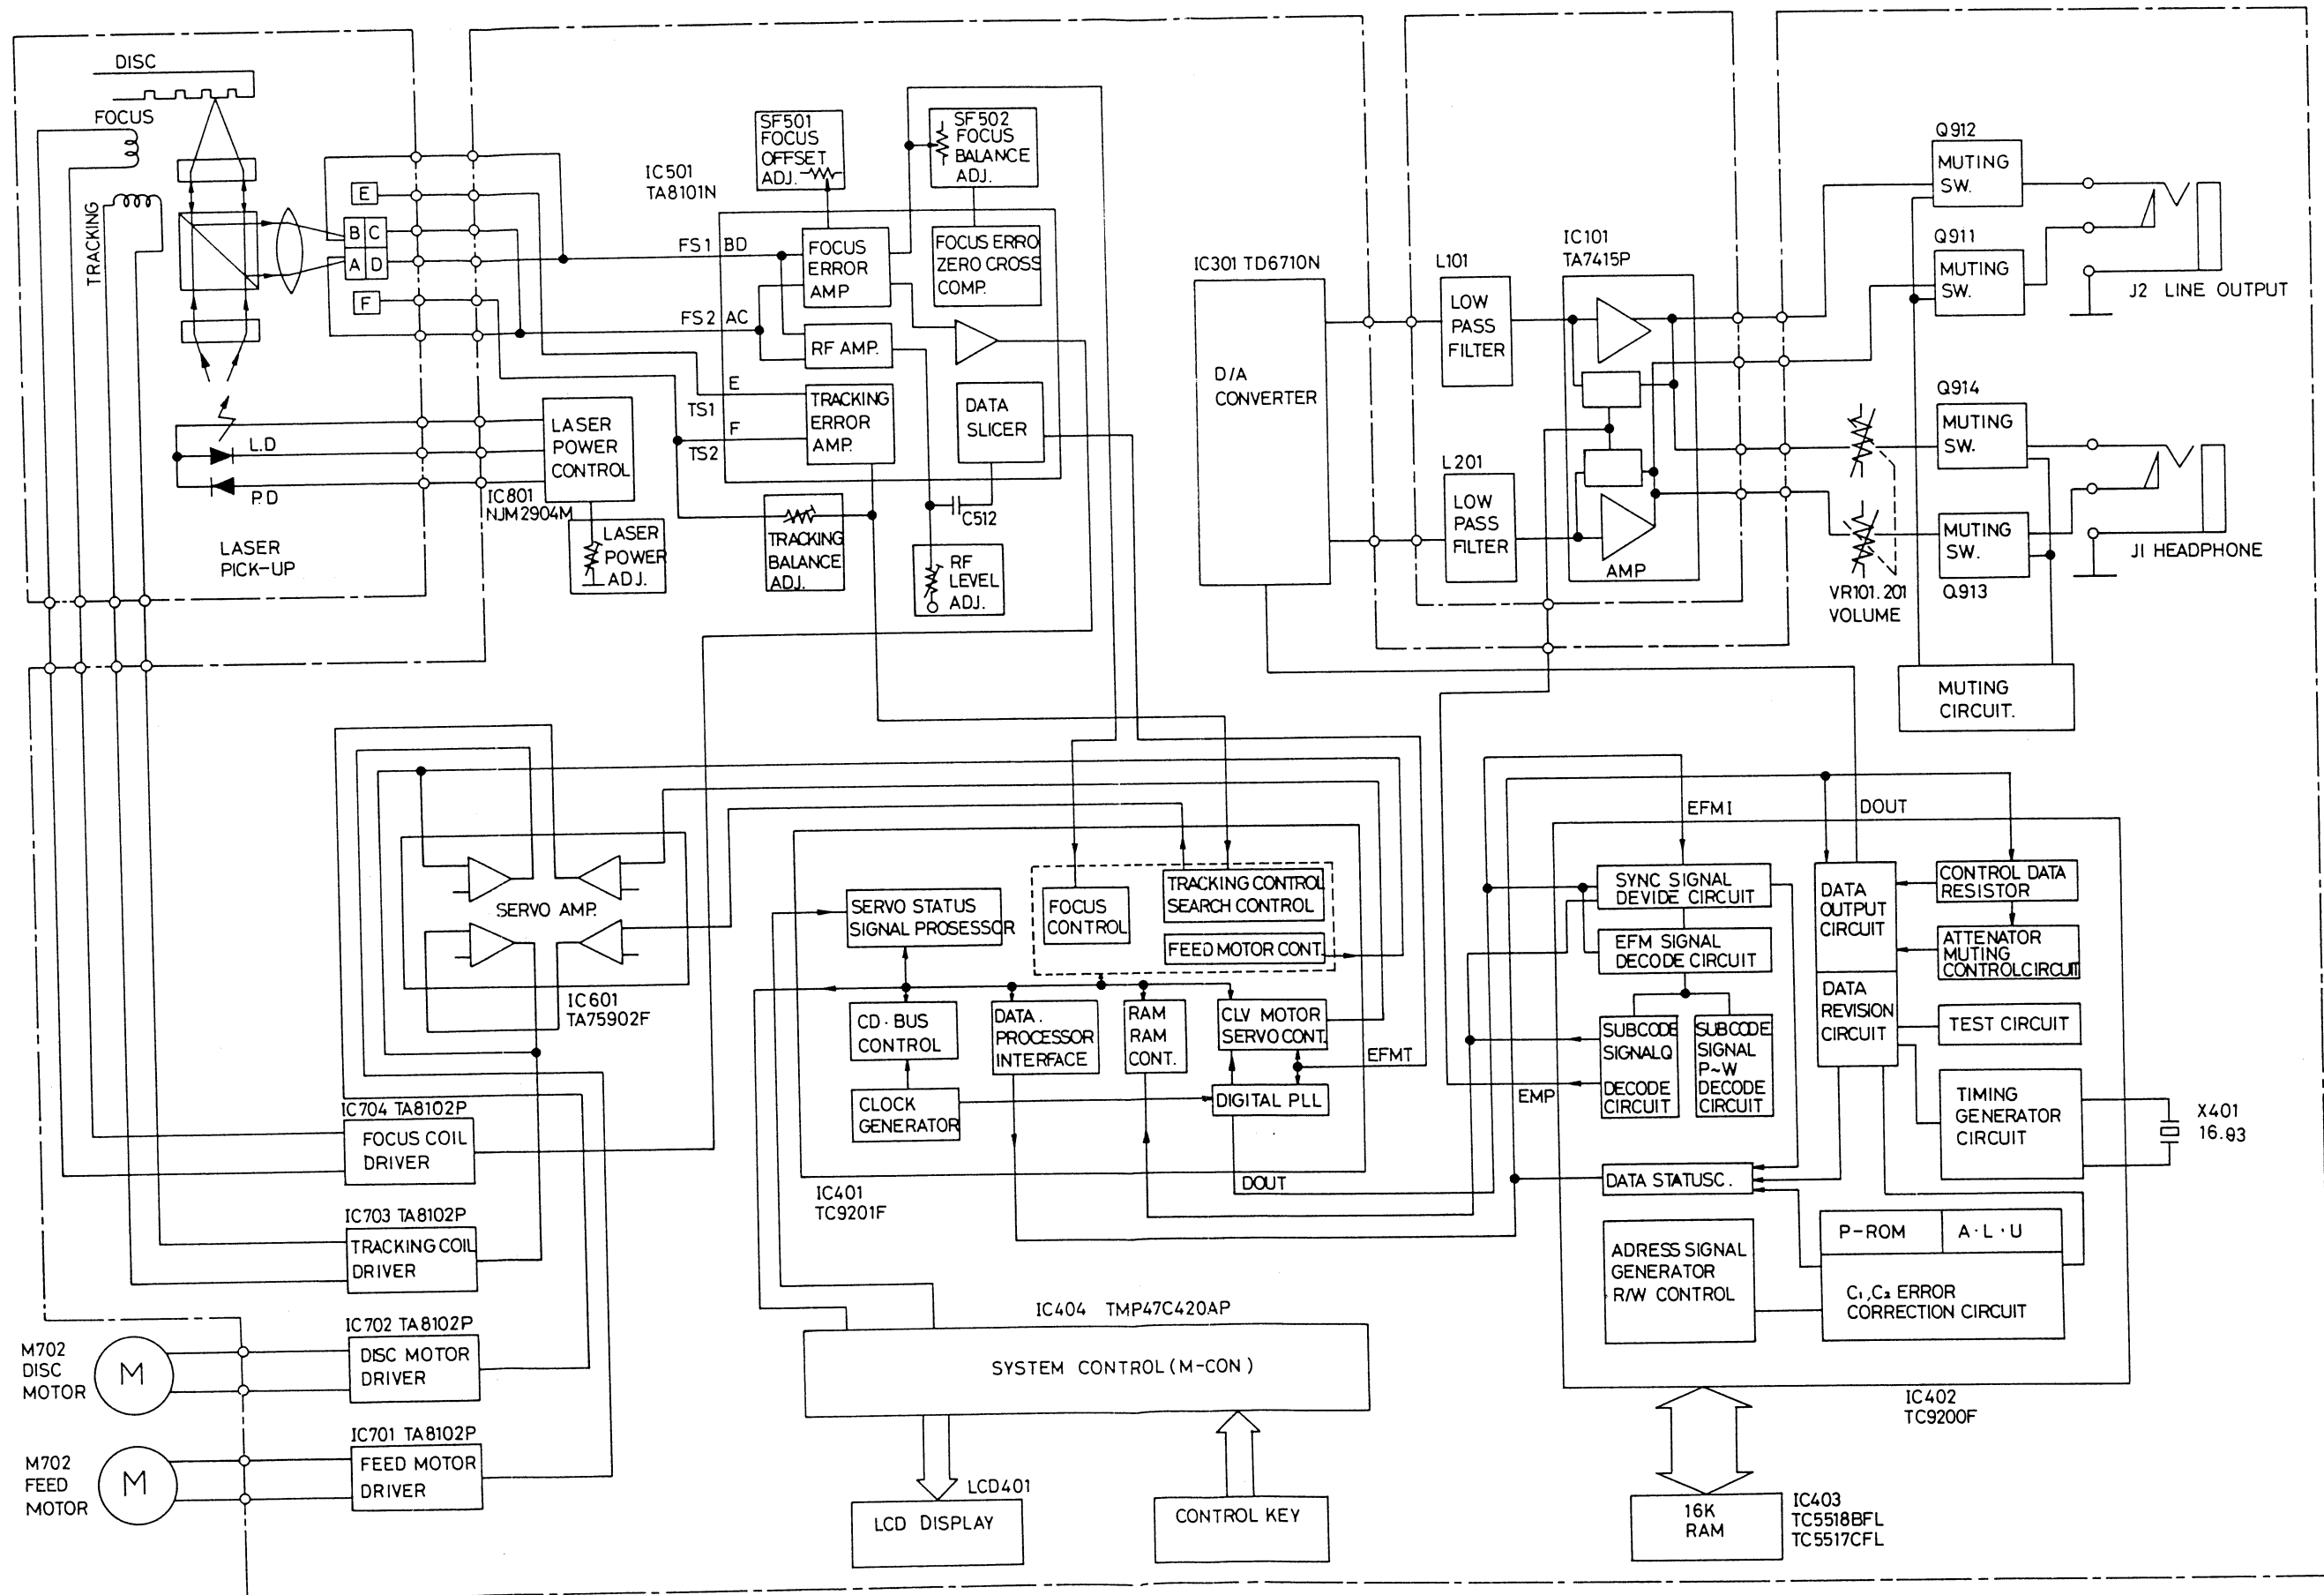 DISC
FOCUS
TRACKING
E
B C
A D
F
L.D
P.D
LASER
PICK-UP
LASER
POWER
CONTROL
IC801
NJM2904M
LASER
POWER
ADJ.
IC501
TA8101N
SF501
FOCUS
OFFSET
ADJ.
SF502
FOCUS
BALANCE
ADJ.
FS1 BD
FS2 AC
E
TS1
F
TS2
FOCUS
ERROR
AMP
FOCUS ERRO
ZERO CROSS
COMP.
RF AMP.
TRACKING
ERROR
AMP.
DATA
SLICER
C512
TRACKING
BALANCE
ADJ.
RF
LEVEL
ADJ.
IC301 TD6710N
D/A
CONVERTER
L101
LOW
PASS
FILTER
L201
LOW
PASS
FILTER
IC101
TA7415P
AMP
Q912
MUTING
SW.
Q911
MUTING
SW.
J2 LINE OUTPUT
Q914
MUTING
SW.
MUTING
SW.
Q913
J1 HEADPHONE
VR101.201
VOLUME
MUTING
CIRCUIT.
SERVO AMP.
IC601
TA75902F
IC704 TA8102P
FOCUS COIL
DRIVER
IC703 TA8102P
TRACKING COIL
DRIVER
IC702 TA8102P
DISC MOTOR
DRIVER
IC701 TA8102P
FEED MOTOR
DRIVER
M702
DISC
MOTOR
M
M702
FEED
MOTOR
M
SERVO STATUS
SIGNAL PROSESSOR
FOCUS
CONTROL
TRACKING CONTROL
SEARCH CONTROL
FEED MOTOR CONT.
CD·BUS
CONTROL
DATA.
PROCESSOR
INTERFACE
RAM
RAM
CONT.
CLV MOTOR
SERVO CONT.
EFMT
CLOCK
GENERATOR
DIGITAL PLL
DOUT
IC401
TC9201F
IC404 TMP47C420AP
SYSTEM CONTROL (M-CON)
LCD401
LCD DISPLAY
CONTROL KEY
EFMI
DOUT
SYNC SIGNAL
DEVIDE CIRCUIT
EFM SIGNAL
DECODE CIRCUIT
SUBCODE
SIGNALQ
DECODE
CIRCUIT
SUBCODE
SIGNAL
P~W
DECODE
CIRCUIT
EMP
DATA
OUTPUT
CIRCUIT
DATA
REVISION
CIRCUIT
CONTROL DATA
RESISTOR
ATTENATOR
MUTING
CONTROLCIRCUIT
TEST CIRCUIT
TIMING
GENERATOR
CIRCUIT
X401
16.93
DATA STATUSC.
ADRESS SIGNAL
GENERATOR
R/W CONTROL
P-ROM
A·L·U
C1,C2 ERROR
CORRECTION CIRCUIT
IC402
TC9200F
16K
RAM
IC403
TC5518BFL
TC5517CFL